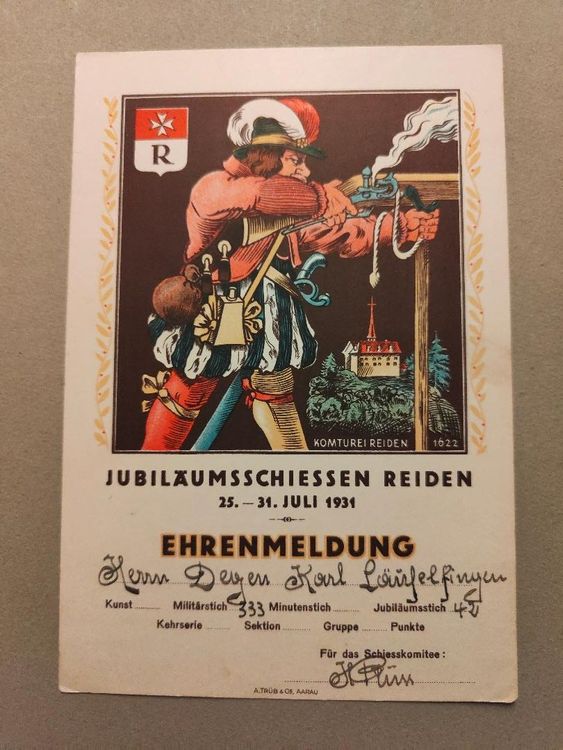 R
KOMTUREI REIDEN 1622
JUBILÄUMSSCHIESSEN REIDEN
25. – 31. JULI 1931
EHRENMELDUNG
Herrn Degen Karl Läufelfingen
Kunst Militärstich 333 Minutenstich Jubiläumsstich 42
Kehrserie Sektion Gruppe Punkte
Für das Schiesskomitee:
A. TRÜB & CIE, AARAU